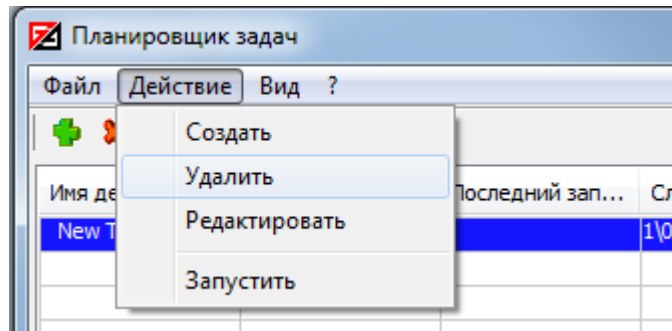 Планировщик задач
Файл Действие Вид ?
Создать
Удалить
Редактировать
Запустить
Имя де Последний зап... Сл
New T 1\0